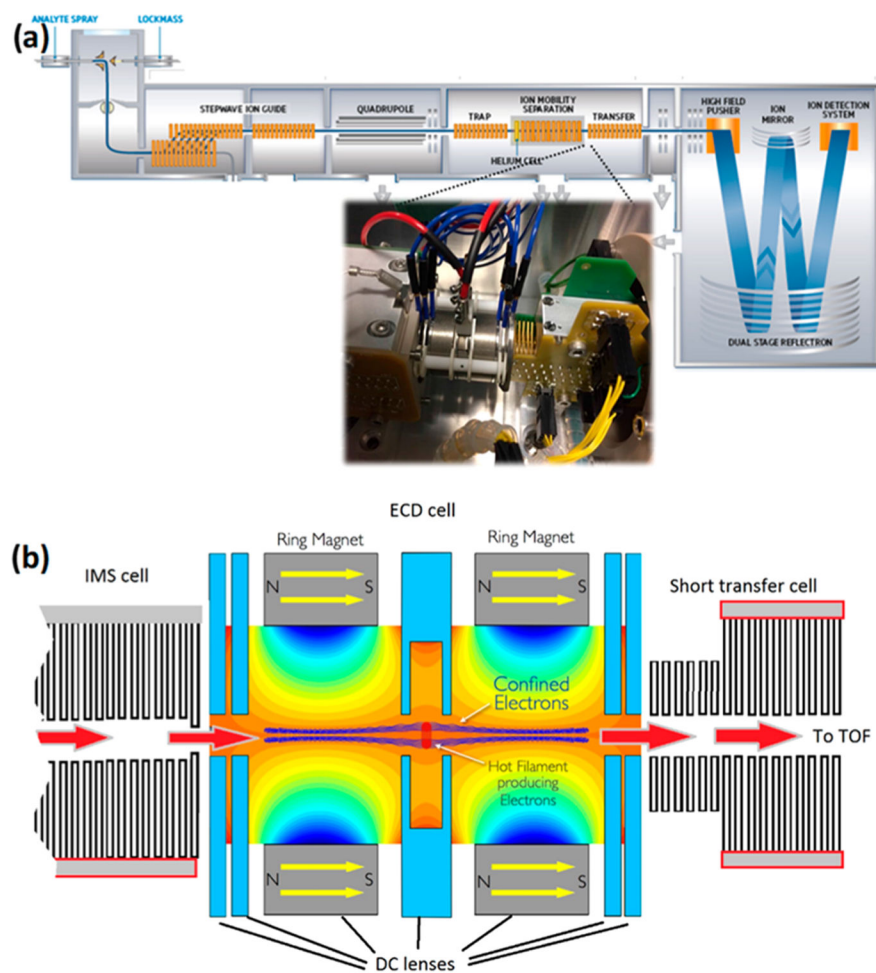 (a)
ANALYTE SPRAY
LOCKMASS
STEPWAVE ION GUIDE
QUADRUPOLE
TRAP
ION MOBILITY
SEPARATION
TRANSFER
HELIUM CELL
HIGH FIELD
PUSHER
ION
MIRROR
ION DETECTION
SYSTEM
DUAL STAGE REFLECTRON
(b)
ECD cell
IMS cell
Ring Magnet
Ring Magnet
Short transfer cell
N S
N S
Confined
Electrons
To TOF
Hot Filament
producing
Electrons
N S
N S
DC lenses